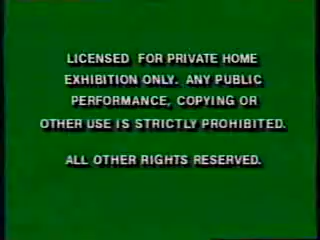 LICENSED FOR PRIVATE HOME
EXHIBITION ONLY. ANY PUBLIC
PERFORMANCE, COPYING OR
OTHER USE IS STRICTLY PROHIBITED.
ALL OTHER RIGHTS RESERVED.